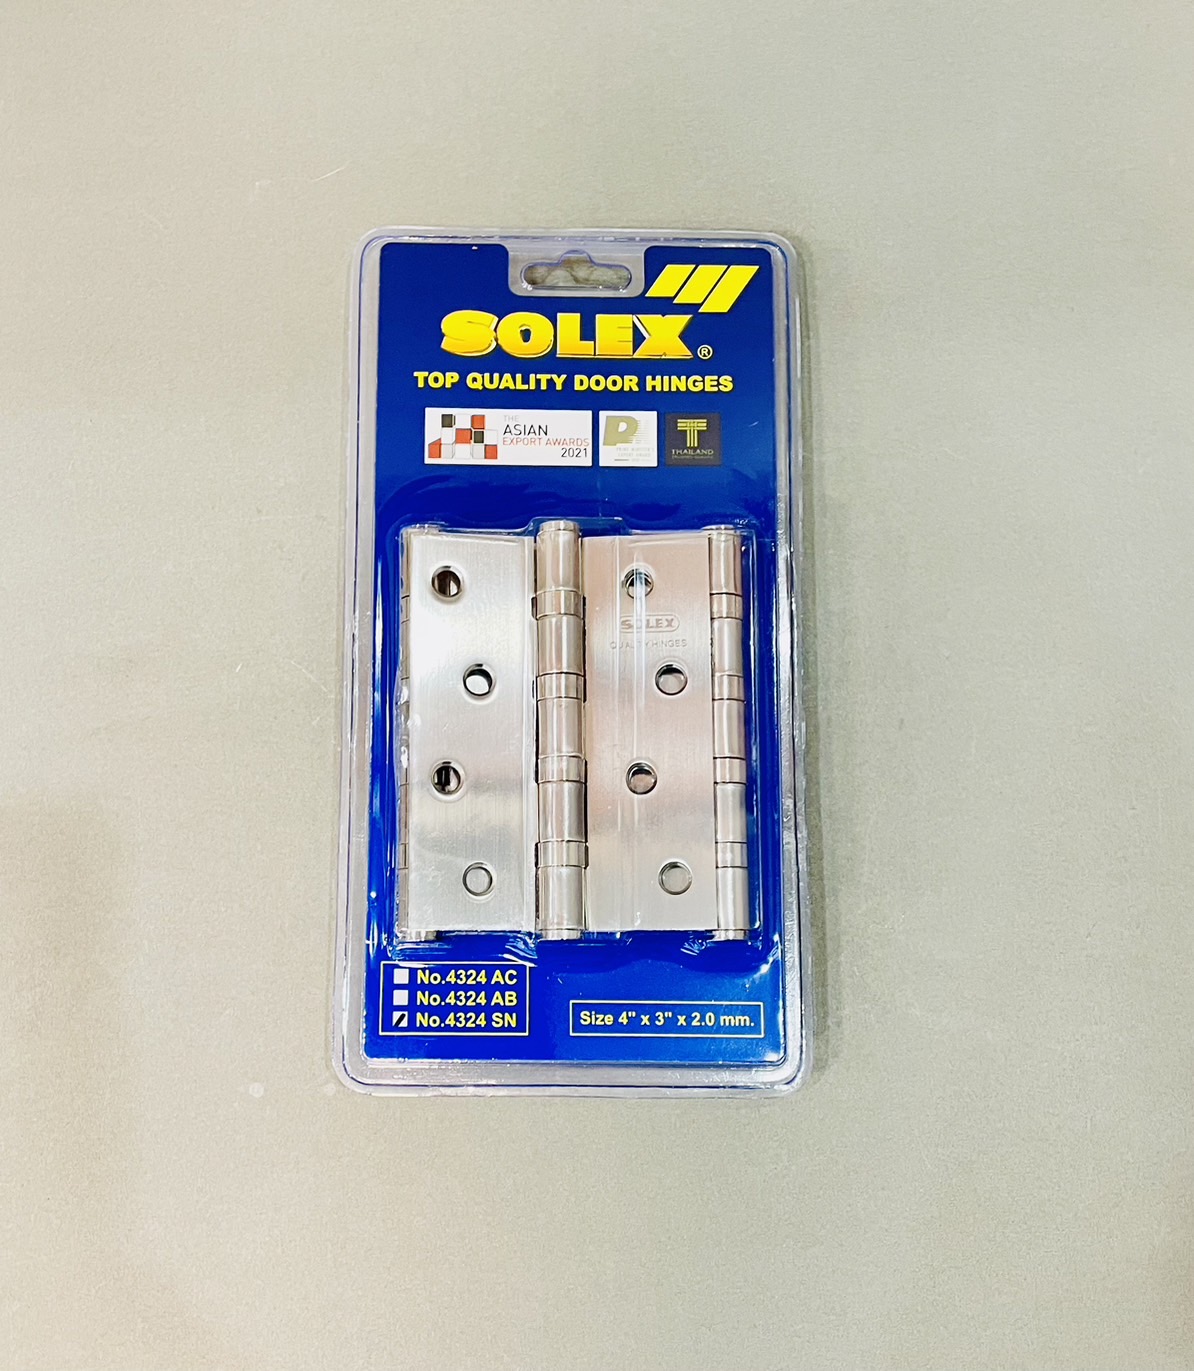 SOLEX®
TOP QUALITY DOOR HINGES
THE
ASIAN
EXPORT AWARDS
2021
THAILAND
SOLEX
QUALITY HINGES
No.4324 AC
No.4324 AB
No.4324 SN
Size 4" x 3" x 2.0 mm.